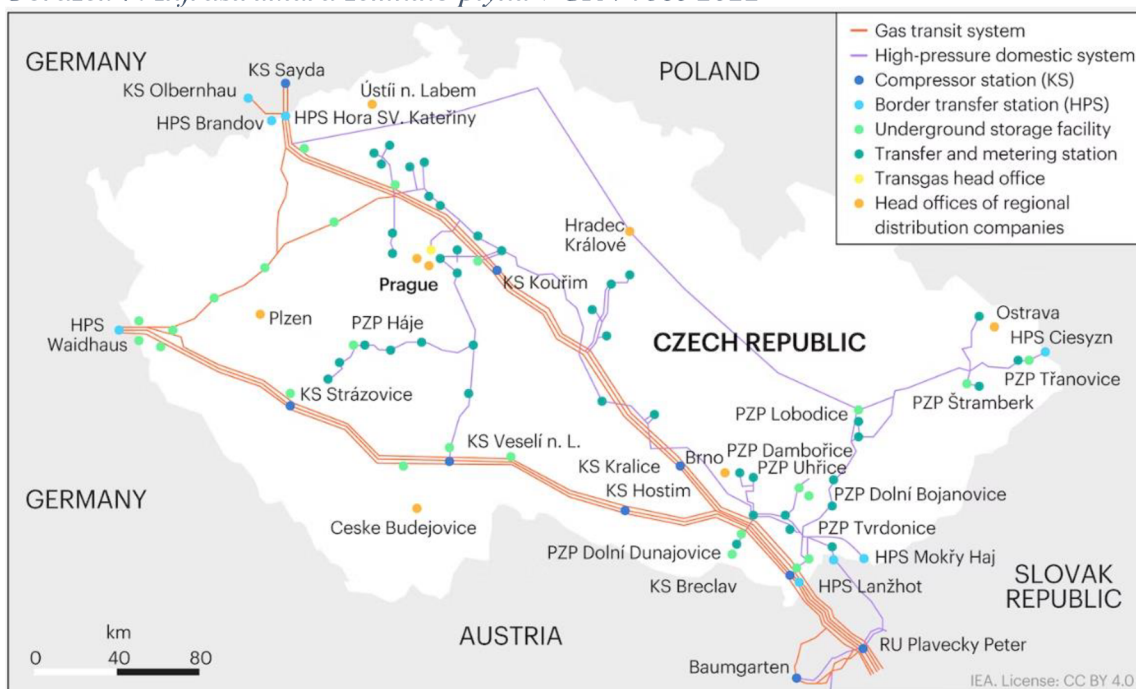 GERMANY
POLAND
KS Sayda
KS Olbernhau
Ústíi n. Labem
HPS Brandov
HPS Hora SV. Kateřiny
Gas transit system
High-pressure domestic system
Compressor station (KS)
Border transfer station (HPS)
Underground storage facility
Transfer and metering station
Transgas head office
Head offices of regional
distribution companies
Hradec
Králové
Prague
KS Kouřim
HPS
Waidhaus
Plzen
PZP Háje
CZECH REPUBLIC
Ostrava
HPS Ciesyzn
PZP Třanovice
PZP Štramberk
KS Strázovice
PZP Lobodice
KS Veselí n. L.
PZP Dambořice
Brno
PZP Uhřice
KS Kralice
KS Hostim
PZP Dolní Bojanovice
GERMANY
Ceske Budejovice
PZP Tvrdonice
PZP Dolní Dunajovice
HPS Mokřy Haj
KS Breclav
HPS Lanžhot
SLOVAK
REPUBLIC
AUSTRIA
km
0 40 80
RU Plavecky Peter
Baumgarten
IEA. License: CC BY 4.0